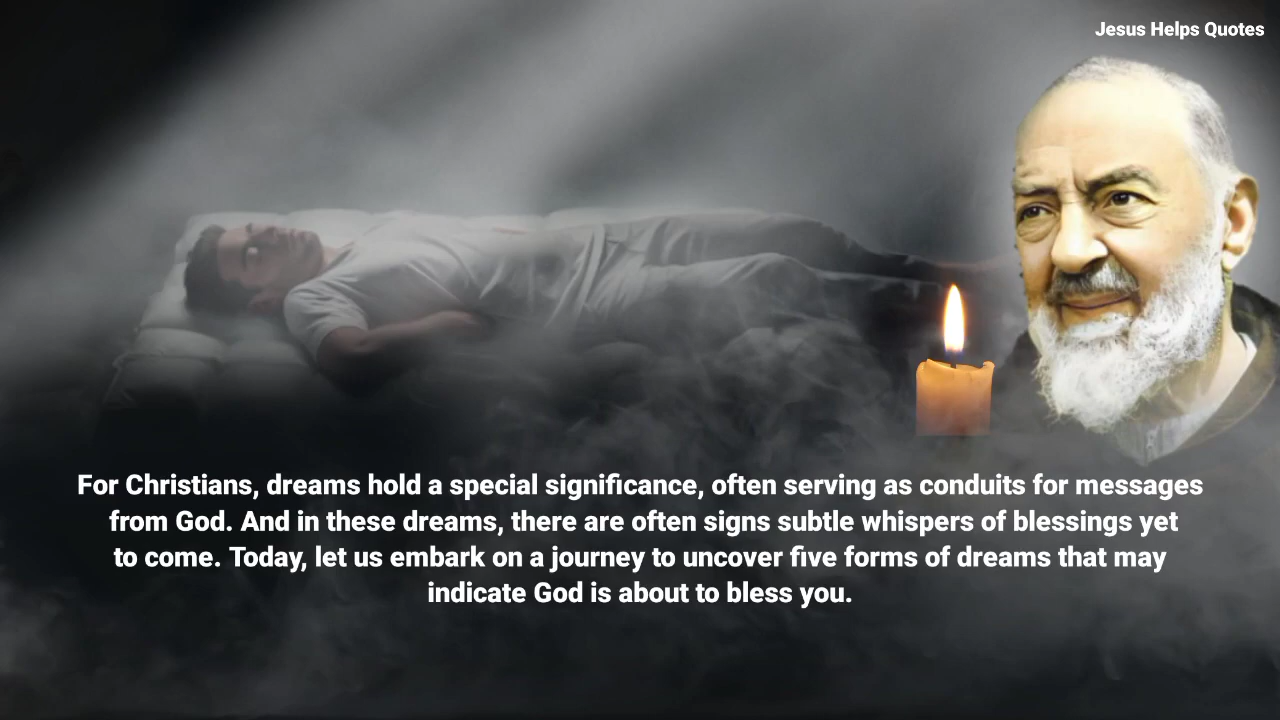 Jesus Helps Quotes
For Christians, dreams hold a special significance, often serving as conduits for messages
from God. And in these dreams, there are often signs subtle whispers of blessings yet
to come. Today, let us embark on a journey to uncover five forms of dreams that may
indicate God is about to bless you.